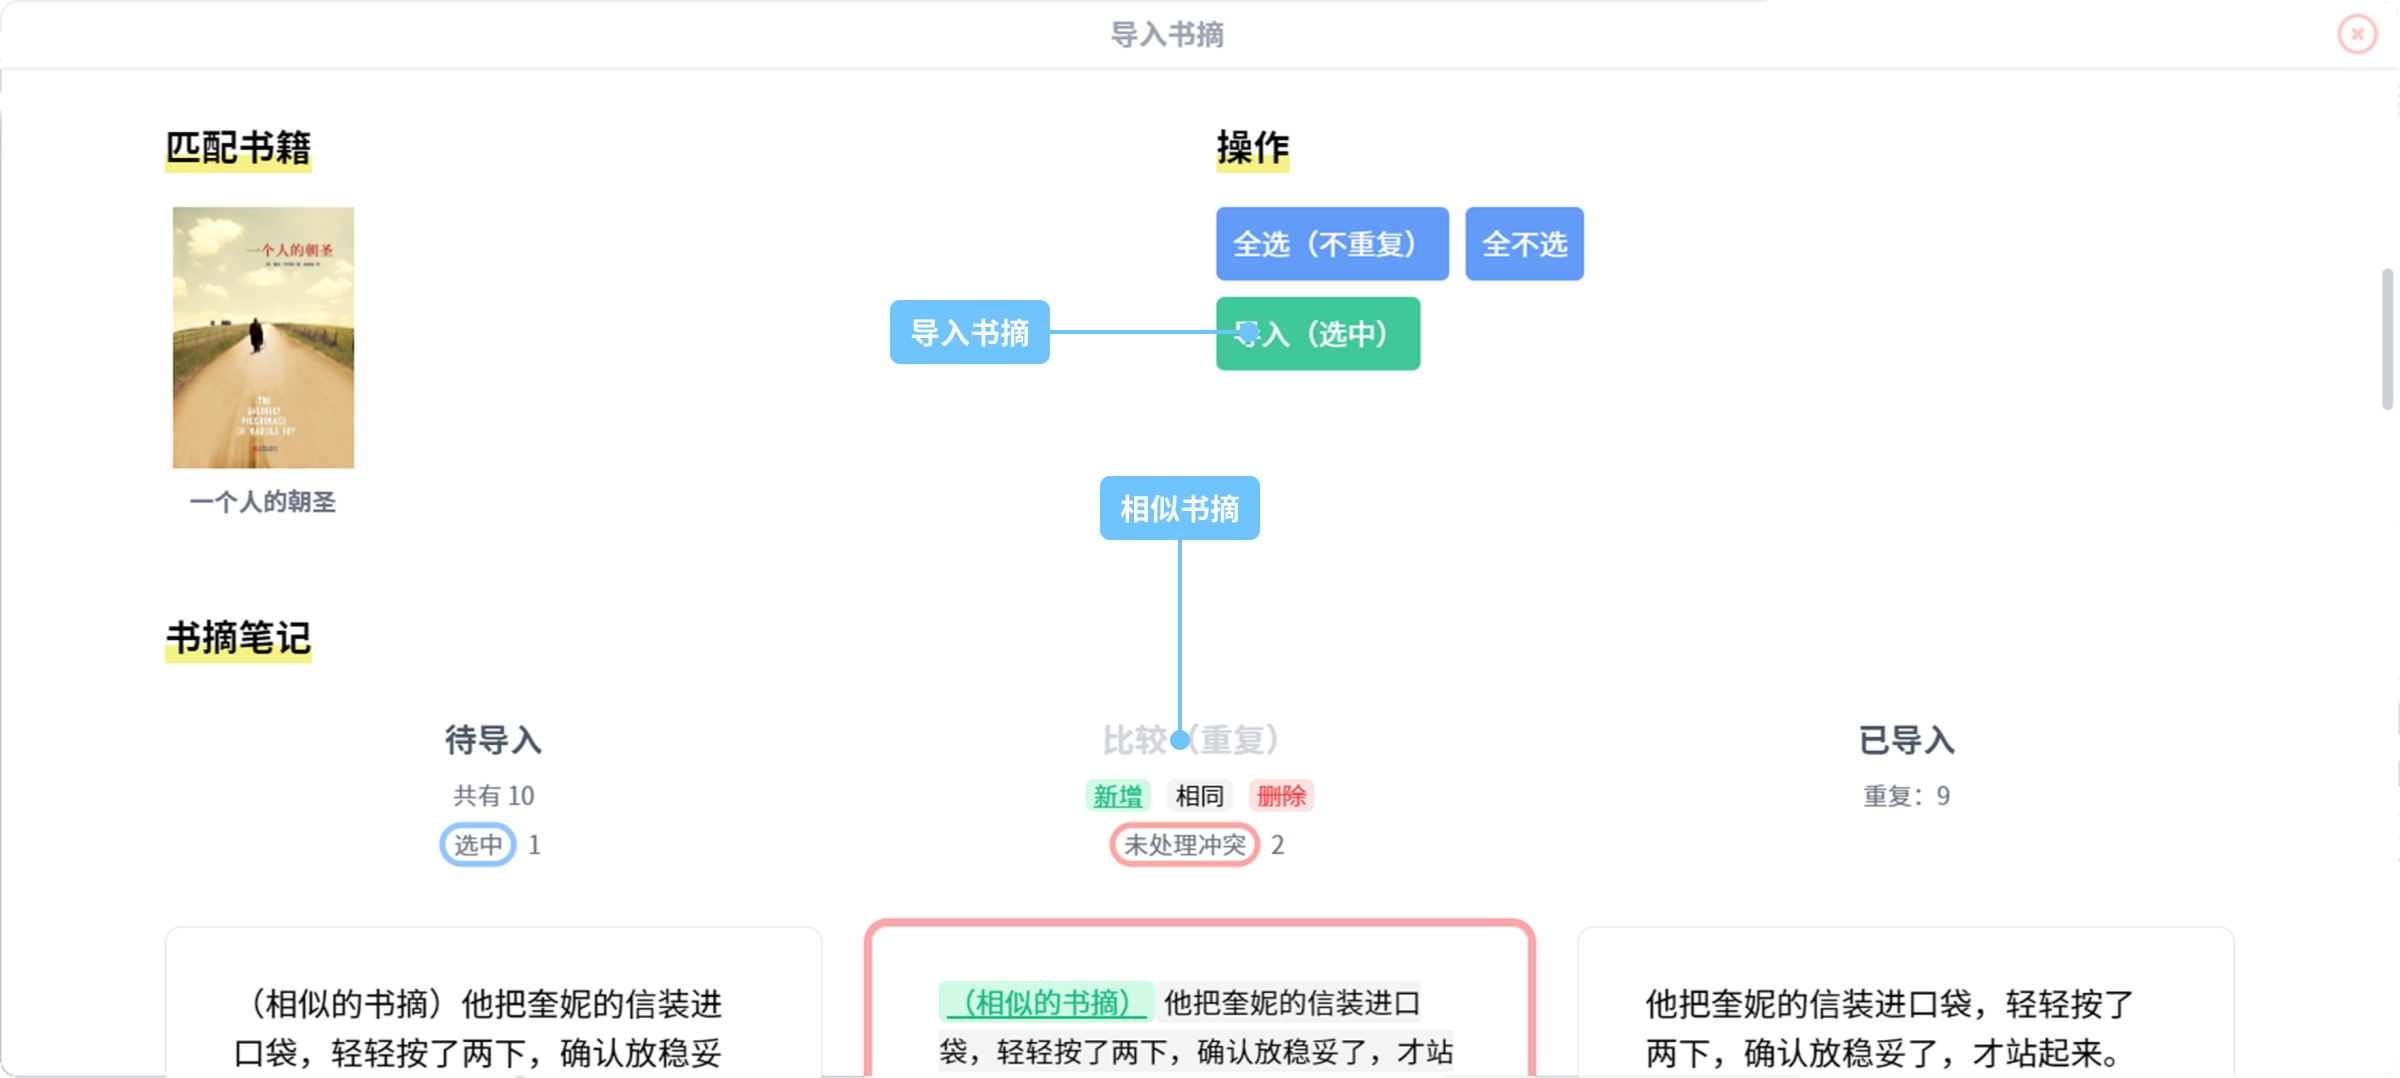 导入书摘
匹配书籍
一个人的朝圣
THE
UNLIKELY
PILGRIMAGE
OF HAROLD FRY
一个人的朝圣
操作
全选（不重复）
全不选
导入书摘
导入（选中）
相似书摘
书摘笔记
待导入
共有 10
选中 1
比较（重复）
新增 相同 删除
未处理冲突 2
已导入
重复：9
（相似的书摘）他把奎妮的信装进
口袋，轻轻按了两下，确认放稳妥
（相似的书摘）他把奎妮的信装进口
袋，轻轻按了两下，确认放稳妥了，才站
他把奎妮的信装进口袋，轻轻按了
两下，确认放稳妥了，才站起来。